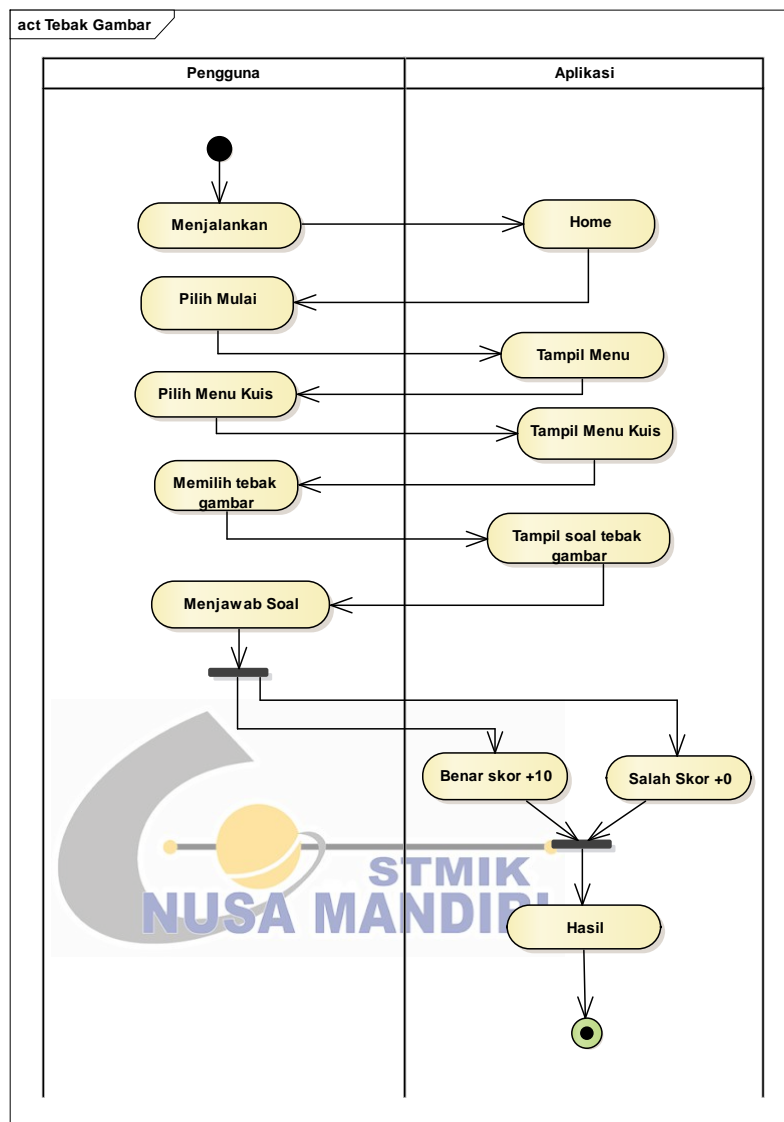 act Tebak Gambar
Pengguna
Aplikasi
Menjalankan
Home
Pilih Mulai
Tampil Menu
Pilih Menu Kuis
Tampil Menu Kuis
Memilih tebak
gambar
Tampil soal tebak
gambar
Menjawab Soal
Benar skor +10
Salah Skor +0
STMIK
NUSA MANDIRI
Hasil